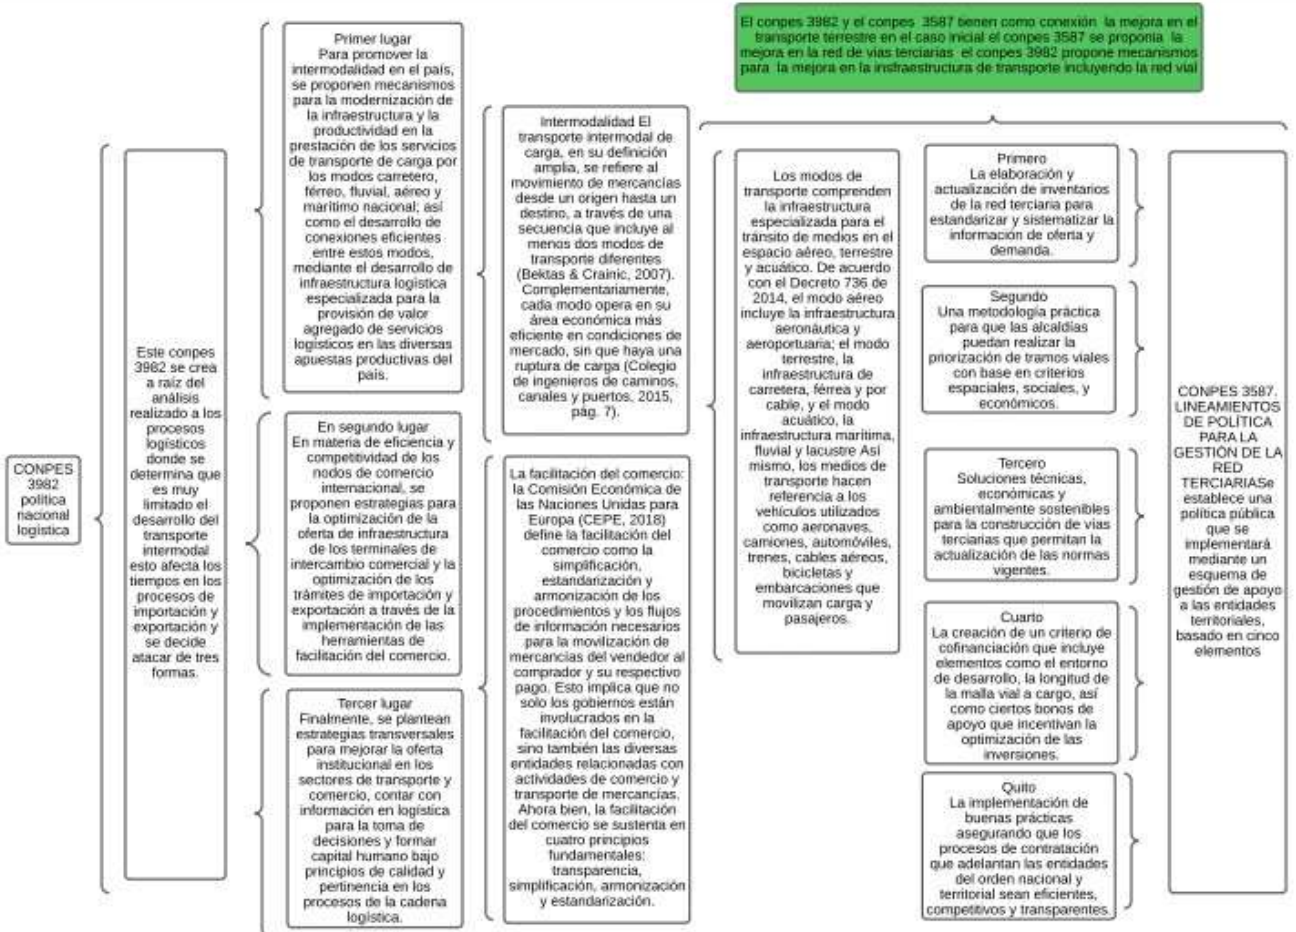 El conpes 3982 y el conpes 3587 tienen como conexión la mejora en el
transporte terrestre en el caso inicial el conpes 3587 se proponia la
mejora en la red de vias terciarias el conpes 3982 propone mecanismos
para la mejora en la insfraestructura de transporte incluyendo la red vial
CONPES
3982
política
nacional
logística
Este conpes
3982 se crea
a raíz del
análisis
realizado a los
procesos
logísticos
donde se
determina que
es muy
limitado el
desarrollo del
transporte
intermodal
esto afecta los
tiempos en los
procesos de
importación y
exportación y
se decide
atacar de tres
formas.
Primer lugar
Para promover la
intermodalidad en el país,
se proponen mecanismos
para la modernización de
la infraestructura y la
productividad en la
prestación de los servicios
de transporte de carga por
los modos carretero,
férreo, fluvial, aéreo y
marítimo nacional; así
como el desarrollo de
conexiones eficientes
entre estos modos,
mediante el desarrollo de
infraestructura logística
especializada para la
provisión de valor
agregado de servicios
logísticos en las diversas
apuestas productivas del
país.
En segundo lugar
En materia de eficiencia y
competitividad de los
nodos de comercio
internacional, se
proponen estrategias para
la optimización de la
oferta de infraestructura
de los terminales de
intercambio comercial y la
optimización de los
trámites de importación y
exportación a través de la
implementación de las
herramientas de
facilitación del comercio.
Tercer lugar
Finalmente, se plantean
estrategias transversales
para mejorar la oferta
institucional en los
sectores de transporte y
comercio, contar con
información en logística
para la toma de
decisiones y formar
capital humano bajo
principios de calidad y
pertinencia en los
procesos de la cadena
logística.
Intermodalidad El
transporte intermodal de
carga, en su definición
amplia, se refiere al
movimiento de mercancías
desde un origen hasta un
destino, a través de una
secuencia que incluye al
menos dos modos de
transporte diferentes
(Bektas & Crainic, 2007).
Complementariamente,
cada modo opera en su
área económica más
eficiente en condiciones de
mercado, sin que haya una
ruptura de carga (Colegio
de ingenieros de caminos,
canales y puertos, 2015,
pág. 7).
La facilitación del comercio:
la Comisión Económica de
las Naciones Unidas para
Europa (CEPE, 2018)
define la facilitación del
comercio como la
simplificación,
estandarización y
armonización de los
procedimientos y los flujos
de información necesarios
para la movilización de
mercancías del vendedor al
comprador y su respectivo
pago. Esto implica que no
solo los gobiernos están
involucrados en la
facilitación del comercio,
sino también las diversas
entidades relacionadas con
actividades de comercio y
transporte de mercancías.
Ahora bien, la facilitación
del comercio se sustenta en
cuatro principios
fundamentales:
transparencia,
simplificación, armonización
y estandarización.
Los modos de
transporte comprenden
la infraestructura
especializada para el
tránsito de medios en el
espacio aéreo, terrestre
y acuático. De acuerdo
con el Decreto 736 de
2014, el modo aéreo
incluye la infraestructura
aeronáutica y
aeroportuaria; el modo
terrestre, la
infraestructura de
carretera, férrea y por
cable, y el modo
acuático, la
infraestructura marítima,
fluvial y lacustre Así
mismo, los medios de
transporte hacen
referencia a los
vehículos utilizados
como aeronaves,
camiones, automóviles,
trenes, cables aéreos,
bicicletas y
embarcaciones que
movilizan carga y
pasajeros.
Primero
La elaboración y
actualización de inventarios
de la red terciaria para
estandarizar y sistematizar la
información de oferta y
demanda.
Segundo
Una metodología práctica
para que las alcaldías
puedan realizar la
priorización de tramos viales
con base en criterios
espaciales, sociales, y
económicos.
Tercero
Soluciones técnicas,
económicas y
ambientalmente sostenibles
para la construcción de vías
terciarias que permitan la
actualización de las normas
vigentes.
Cuarto
La creación de un criterio de
cofinanciación que incluye
elementos como el entorno
de desarrollo, la longitud de
la malla vial a cargo, así
como ciertos bonos de
apoyo que incentivan la
optimización de las
inversiones.
Quito
La implementación de
buenas prácticas
asegurando que los
procesos de contratación
que adelantan las entidades
del orden nacional y
territorial sean eficientes,
competitivos y transparentes.
CONPES 3587.
LINEAMIENTOS
DE POLÍTICA
PARA LA
GESTIÓN DE LA
RED
TERCIARIASe
establece una
política pública
que se
implementará
mediante un
esquema de
gestión de apoyo
a las entidades
territoriales,
basado en cinco
elementos